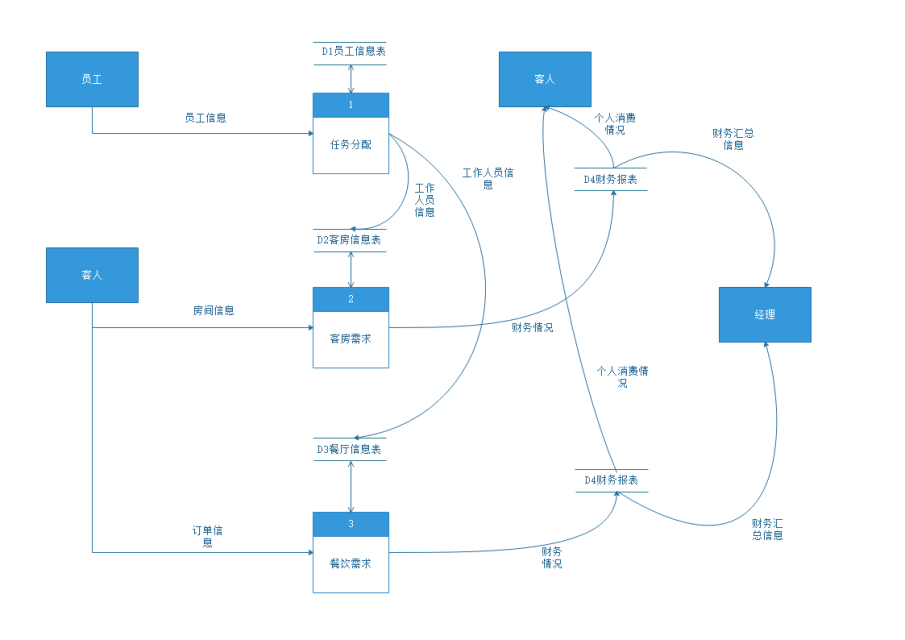 D1员工信息表
员工
客人
1
员工信息
任务分配
个人消费
情况
财务汇总
信息
工作人员信
息
D4财务报表
工作
人员
信息
D2客房信息表
客人
2
房间信息
客房需求
财务情况
经理
个人消费情
况
D3餐厅信息表
D4财务报表
3
订单信
息
餐饮需求
财务
情况
财务汇
总信息